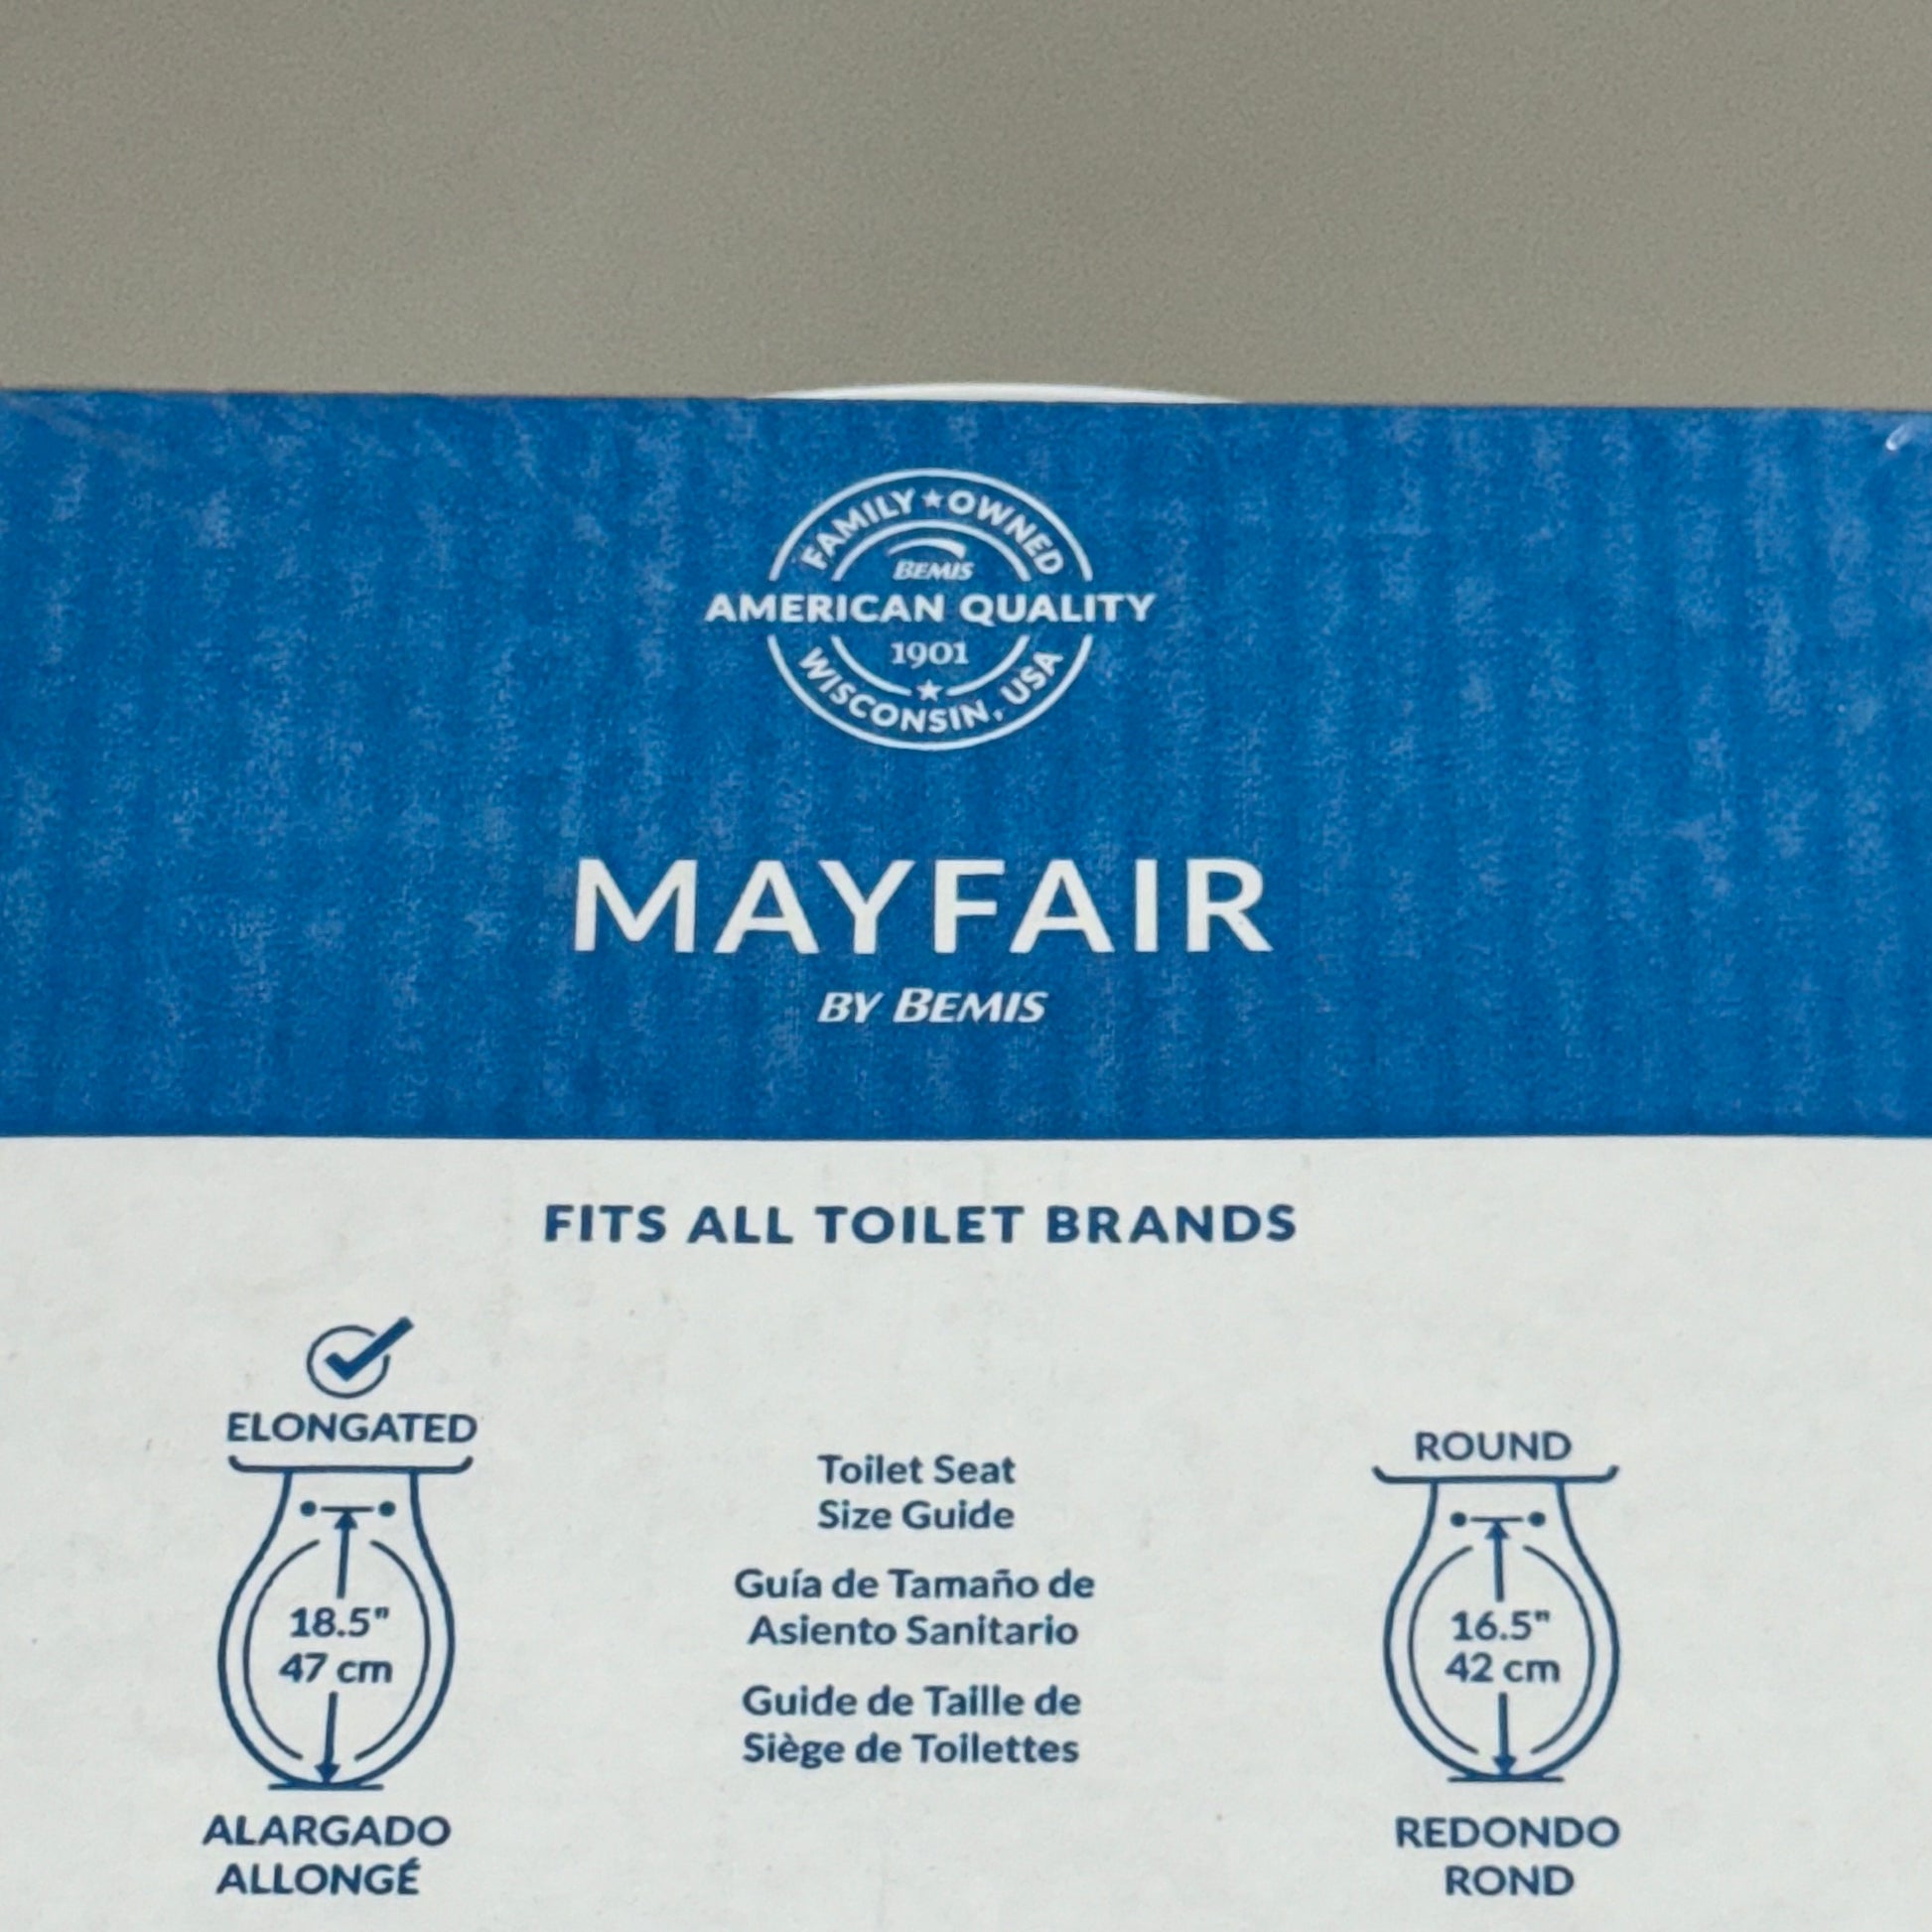 FAMILY★OWNED
BEMIS
AMERICAN QUALITY
1901
★
WISCONSIN, USA
MAYFAIR
BY BEMIS
FITS ALL TOILET BRANDS
ELONGATED
18.5"
47 cm
ALARGADO
ALLONGÉ
Toilet Seat
Size Guide
Guía de Tamaño de
Asiento Sanitario
Guide de Taille de
Siège de Toilettes
ROUND
16.5"
42 cm
REDONDO
ROND